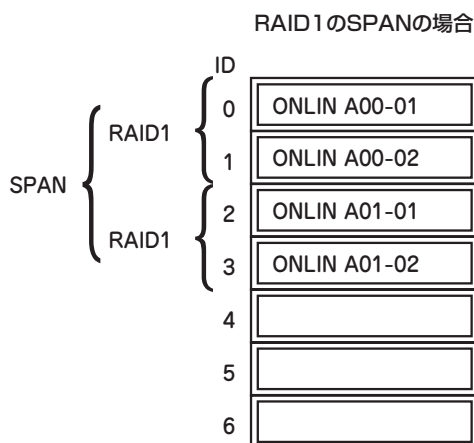 RAID1のSPANの場合
ID
0 ONLIN A00-01
RAID1
1 ONLIN A00-02
SPAN
2 ONLIN A01-01
RAID1
3 ONLIN A01-02
4
5
6